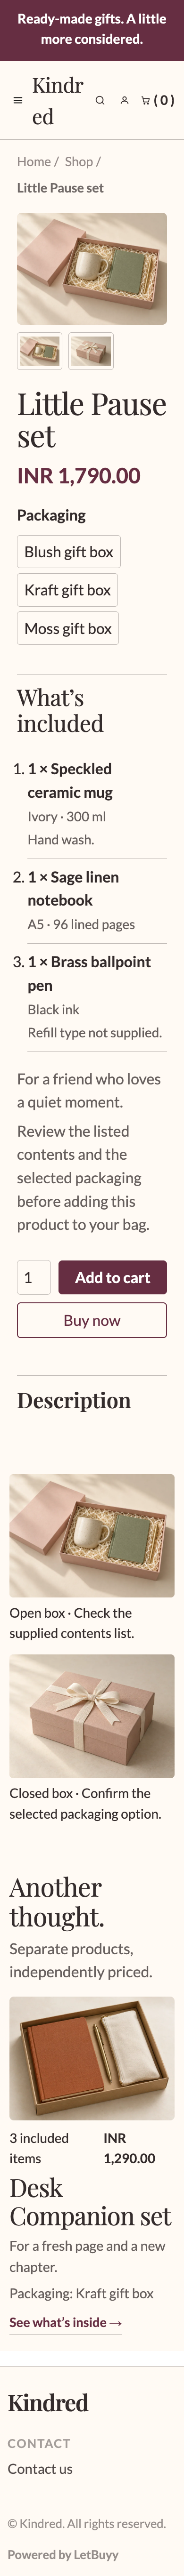 Ready-made gifts. A little
more considered.
Kindr
ed
( 0 )
Home / Shop /
Little Pause set
Little Pause
set
INR 1,790.00
Packaging
Blush gift box
Kraft gift box
Moss gift box
What’s
included
1. 1 × Speckled
ceramic mug
Ivory · 300 ml
Hand wash.
2. 1 × Sage linen
notebook
A5 · 96 lined pages
3. 1 × Brass ballpoint
pen
Black ink
Refill type not supplied.
For a friend who loves
a quiet moment.
Review the listed
contents and the
selected packaging
before adding this
product to your bag.
1 Add to cart
Buy now
Description
Open box · Check the
supplied contents list.
Closed box · Confirm the
selected packaging option.
Another
thought.
Separate products,
independently priced.
3 included
items
INR
1,290.00
Desk
Companion set
For a fresh page and a new
chapter.
Packaging: Kraft gift box
See what’s inside →
Kindred
CONTACT
Contact us
© Kindred. All rights reserved.
Powered by LetBuyy